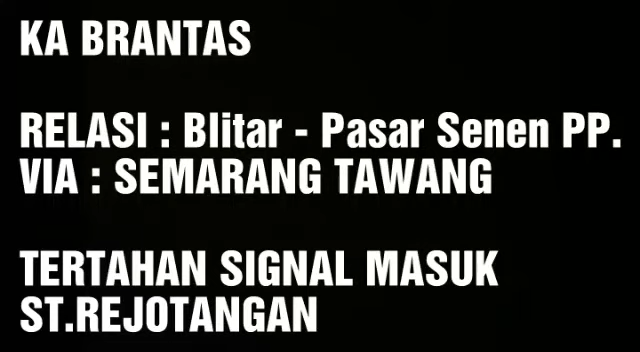 KA BRANTAS
RELASI : Blitar - Pasar Senen PP.
VIA : SEMARANG TAWANG
TERTAHAN SIGNAL MASUK
ST.REJOTANGAN